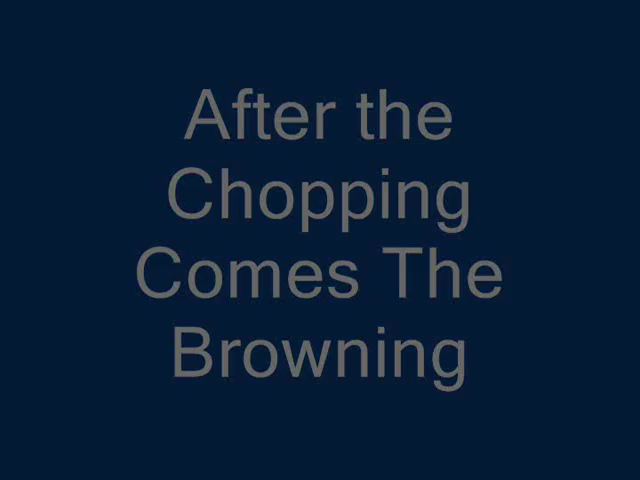 After the
Chopping
Comes The
Browning